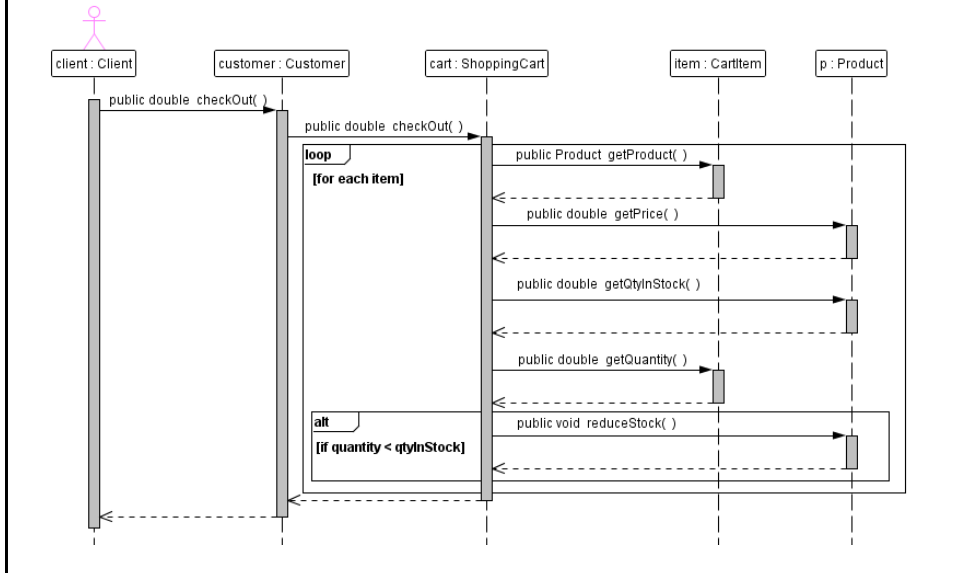 client : Client
customer : Customer
cart : ShoppingCart
item : CartItem
p : Product
public double checkOut( )
public double checkOut( )
loop
public Product getProduct( )
[for each item]
public double getPrice( )
public double getQtyInStock( )
public double getQuantity( )
alt
public void reduceStock( )
[if quantity < qtyInStock]